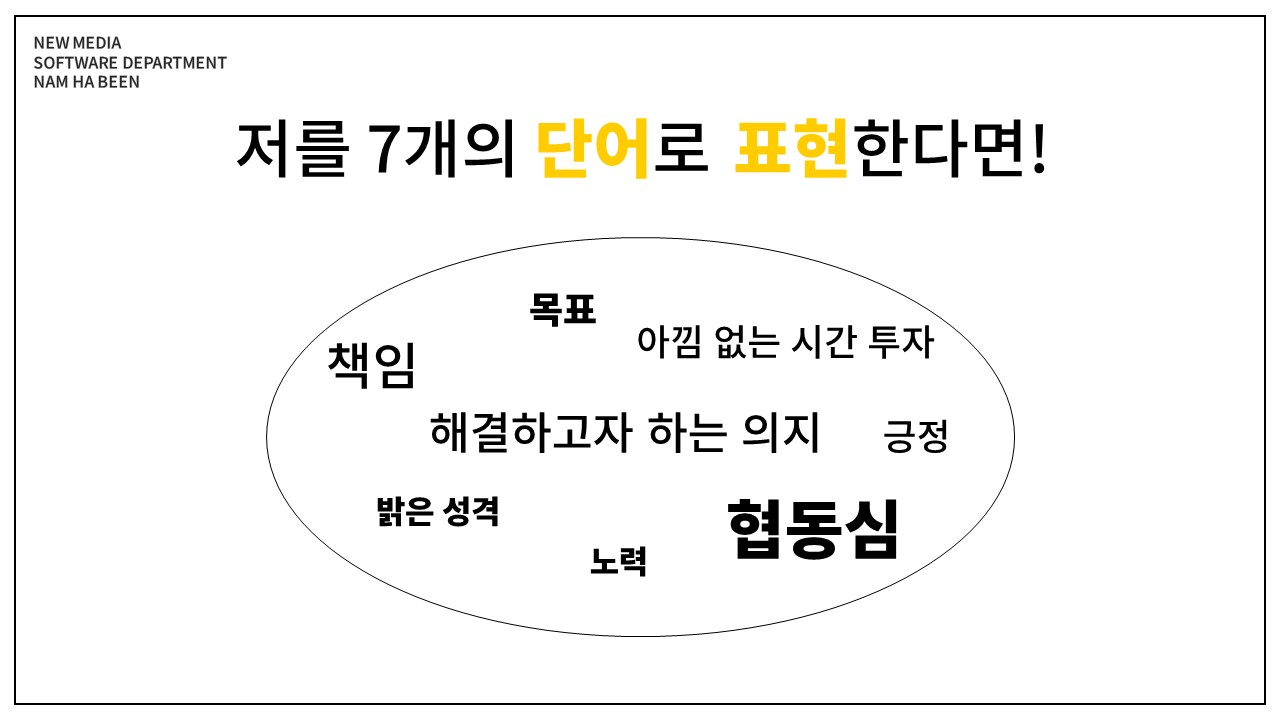 NEW MEDIA
SOFTWARE DEPARTMENT
NAM HA BEEN
저를 7개의 단어로 표현한다면!
목표
아낌 없는 시간 투자
책임
해결하고자 하는 의지
긍정
밝은 성격
협동심
노력